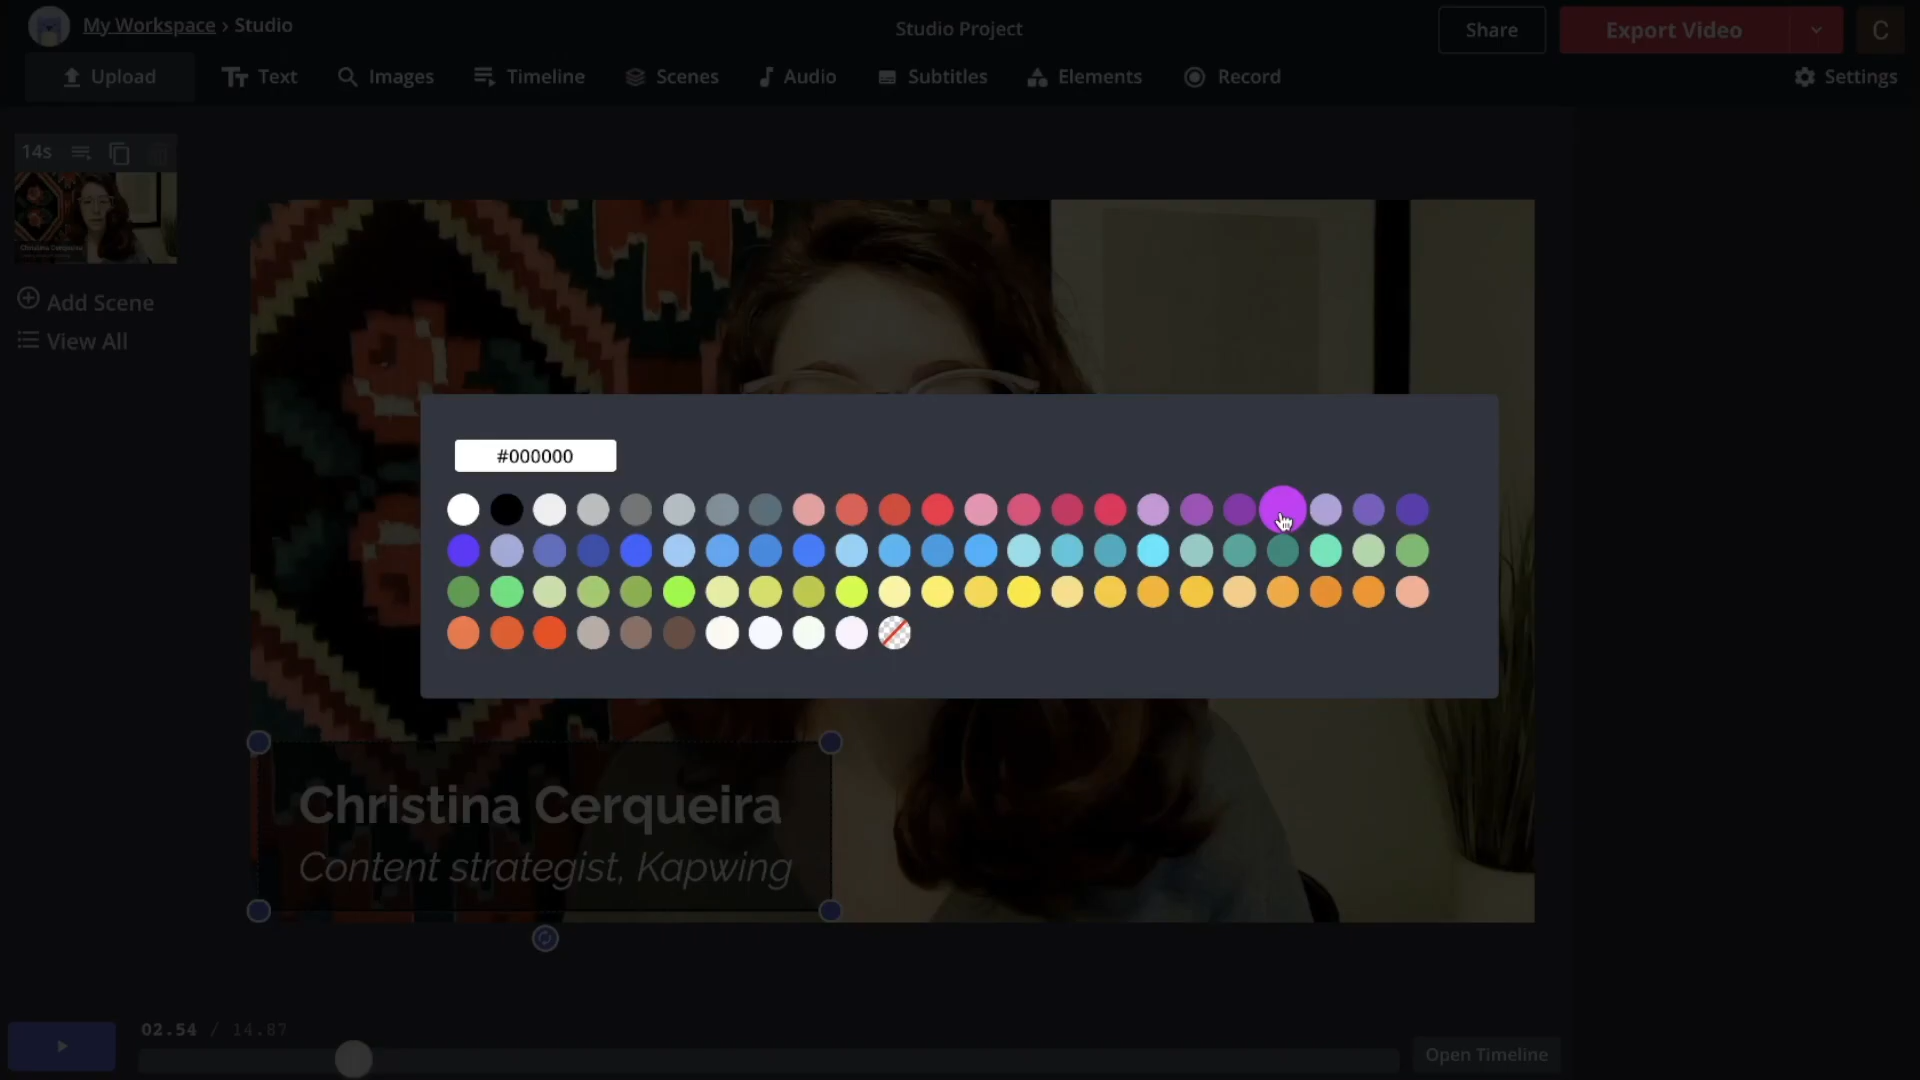 My Workspace › Studio
Studio Project
Share
Export Video
C
Upload
Text
Images
Timeline
Scenes
Audio
Subtitles
Elements
Record
Settings
14s
Add Scene
View All
#000000
Christina Cerqueira
Content strategist, Kapwing
02.54 / 14.87
Open Timeline